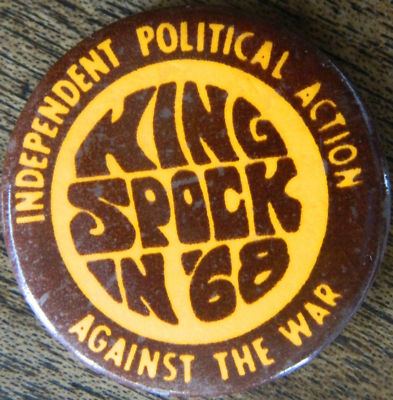 INDEPENDENT POLITICAL ACTION
KING
SPOCK
IN '68
AGAINST THE WAR